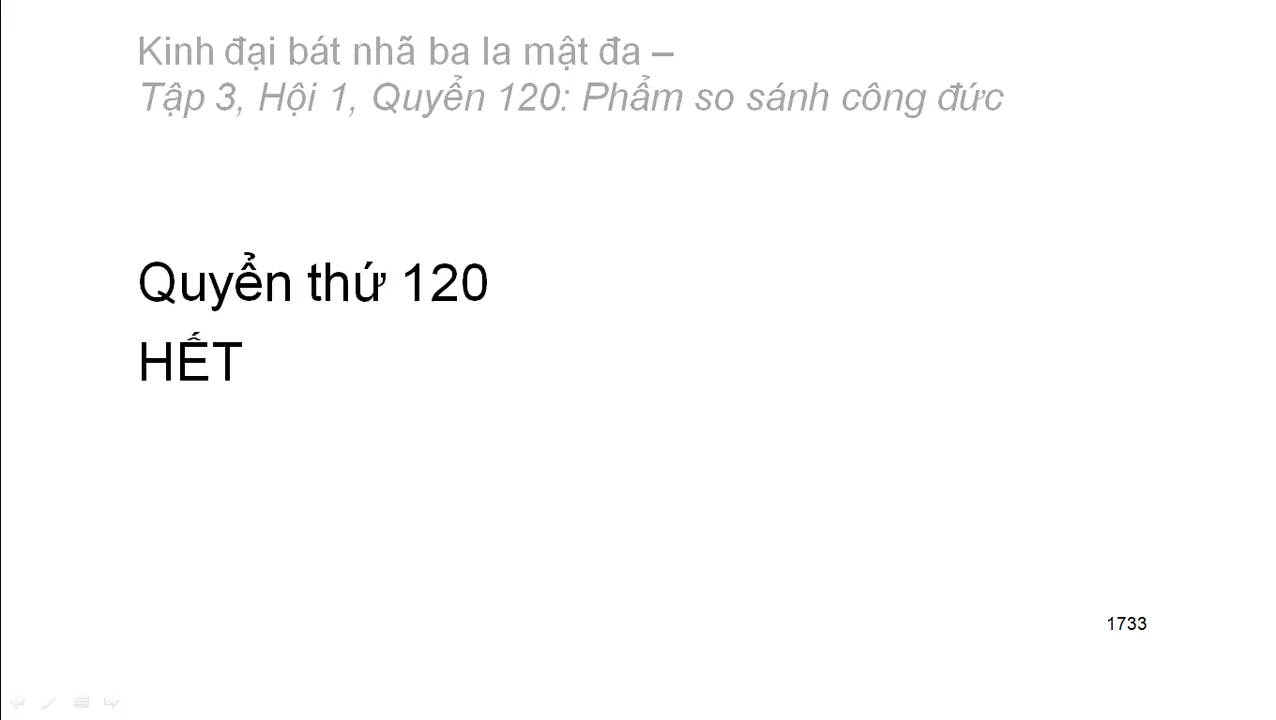 Kinh đại bát nhã ba la mật đa –
Tập 3, Hội 1, Quyển 120: Phẩm so sánh công đức
Quyển thứ 120
HẾT
1733